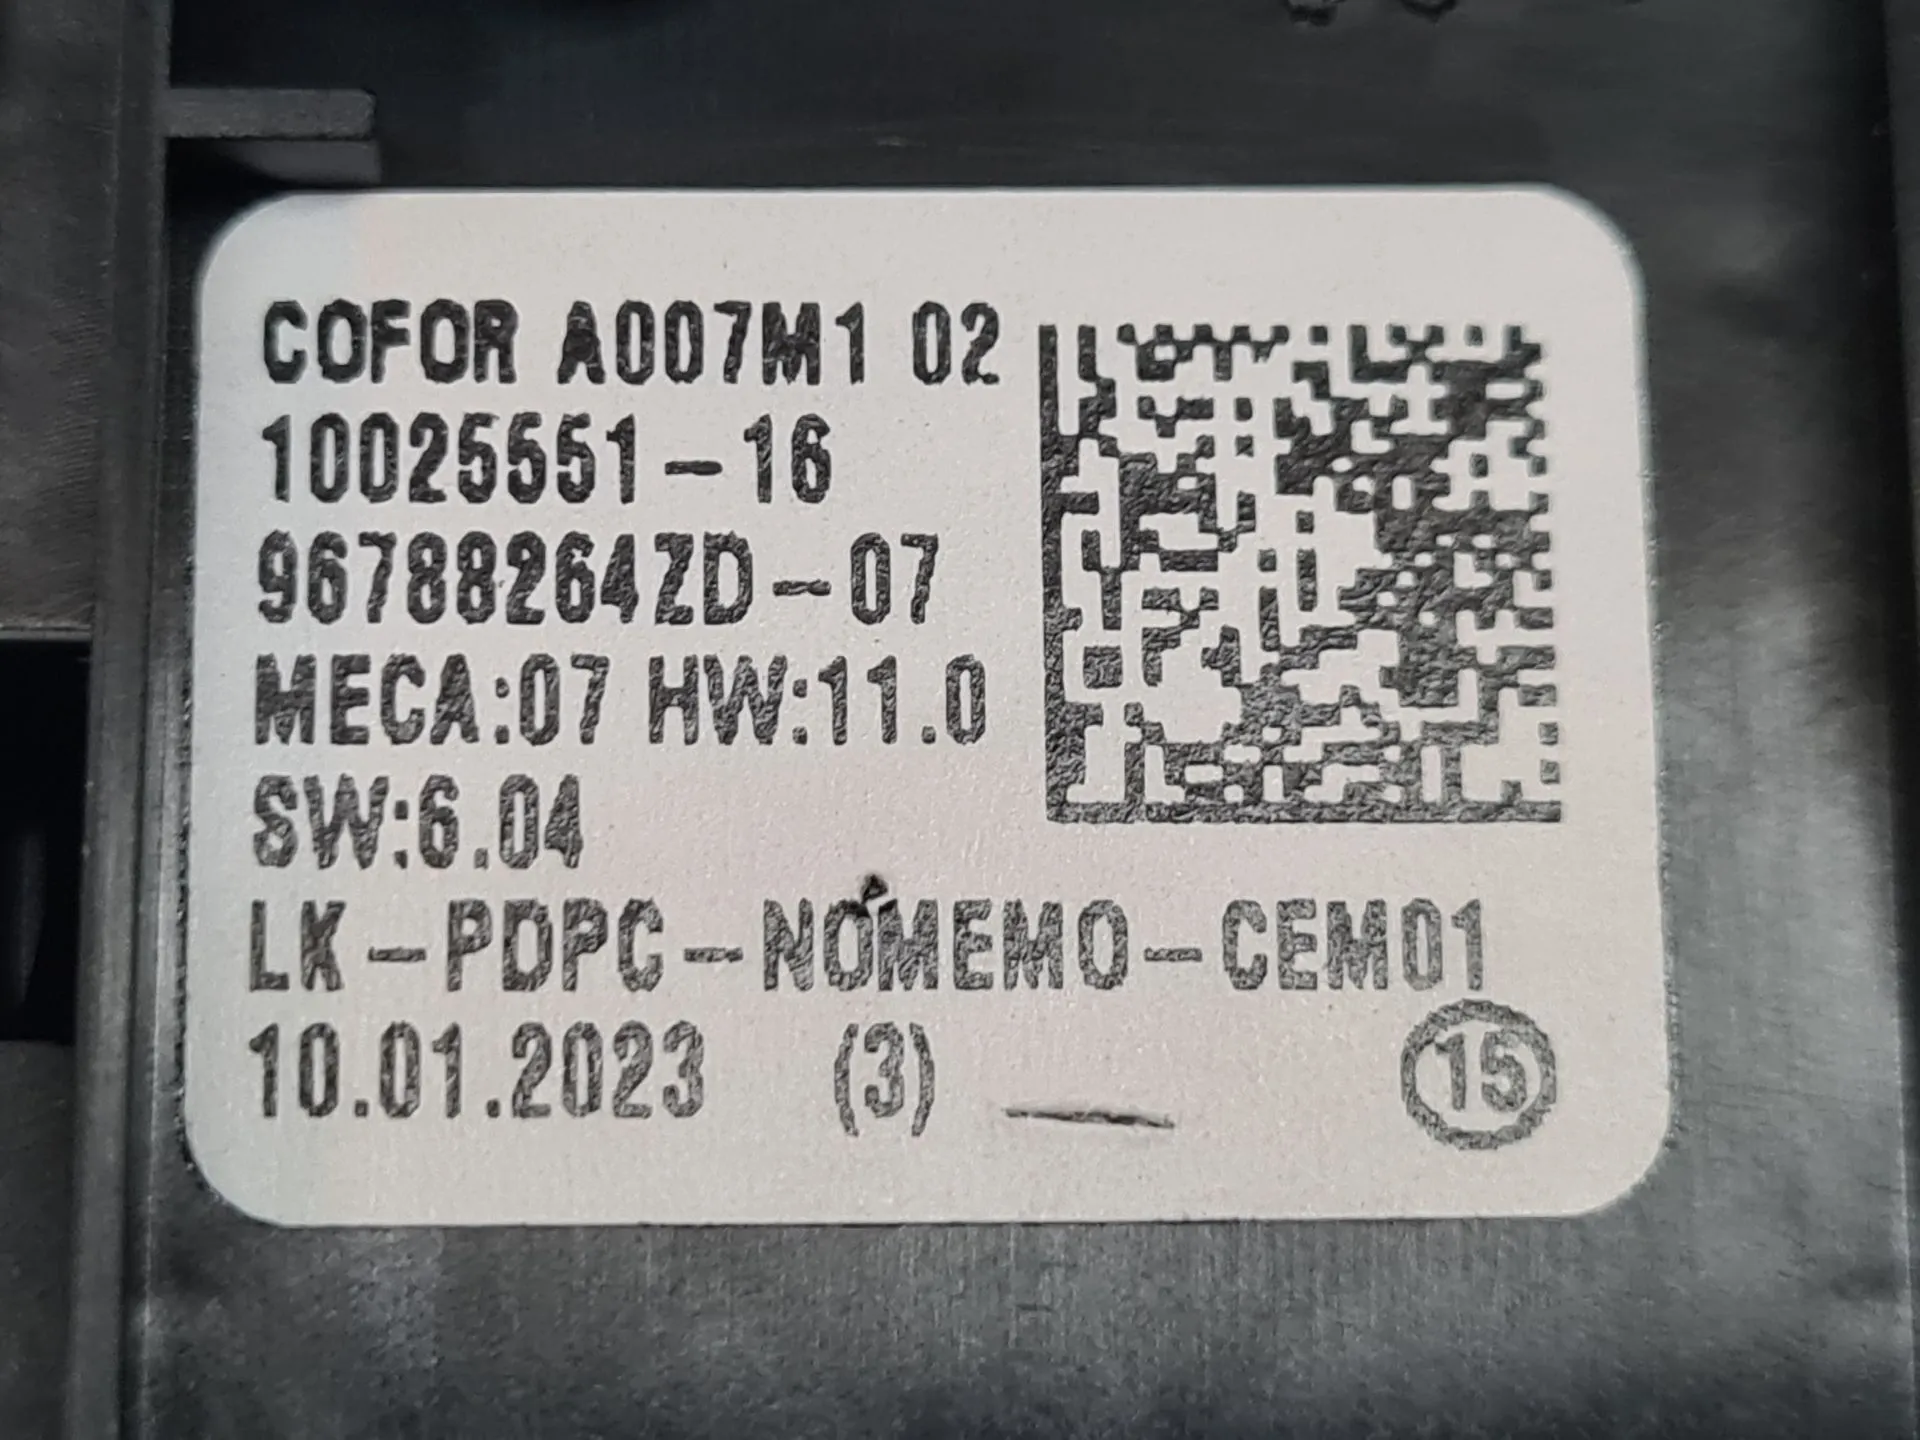 COFOR A007M1 02
10025551-16
96788264ZD-07
MECA:07 HW:11.0
SW:6.04
LK-PDPC-NOMEMO-CEM01
10.01.2023 (3) 15